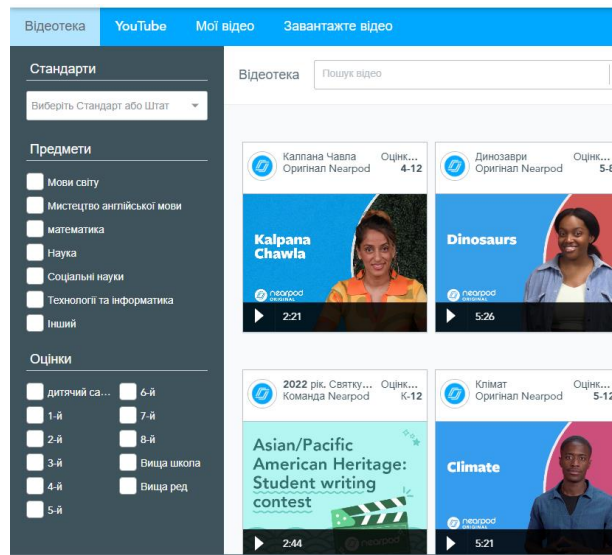 Відеотека YouTube Мої відео Завантажте відео
Стандарти
Виберіть Стандарт або Штат
Предмети
Мови світу
Мистецтво англійської мови
математика
Наука
Соціальні науки
Технології та інформатика
Інший
Оцінки
дитячий са...
1-й
2-й
3-й
4-й
5-й
6-й
7-й
8-й
Вища школа
Вища ред
Відеотека Пошук відео
Калпана Чавла Оцінк...
Оригінал Nearpod 4-12
Kalpana
Chawla
nearpod
ORIGINAL
2:21
Динозаври Оцінк...
Оригінал Nearpod 5-8
Dinosaurs
nearpod
ORIGINAL
5:26
2022 рік. Святку... Оцінк...
Команда Nearpod К-12
Asian/Pacific
American Heritage:
Student writing
contest
nearpod
2:44
Клімат Оцінк...
Оригінал Nearpod 5-12
Climate
nearpod
ORIGINAL
5:21